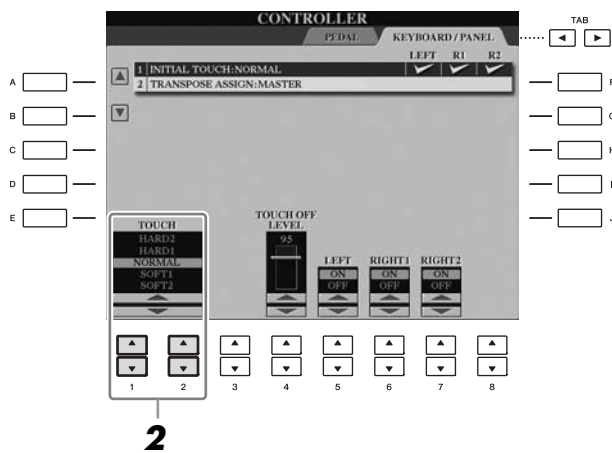 CONTROLLER
PEDAL KEYBOARD / PANEL
TAB
LEFT R1 R2
1 INITIAL TOUCH:NORMAL
2 TRANSPOSE ASSIGN:MASTER
A
B
C
D
E
TOUCH
HARD2
HARD1
NORMAL
SOFT1
SOFT2
TOUCH OFF
LEVEL
95
LEFT RIGHT1 RIGHT2
ON ON ON
OFF OFF OFF
1 2 3 4 5 6 7 8
2